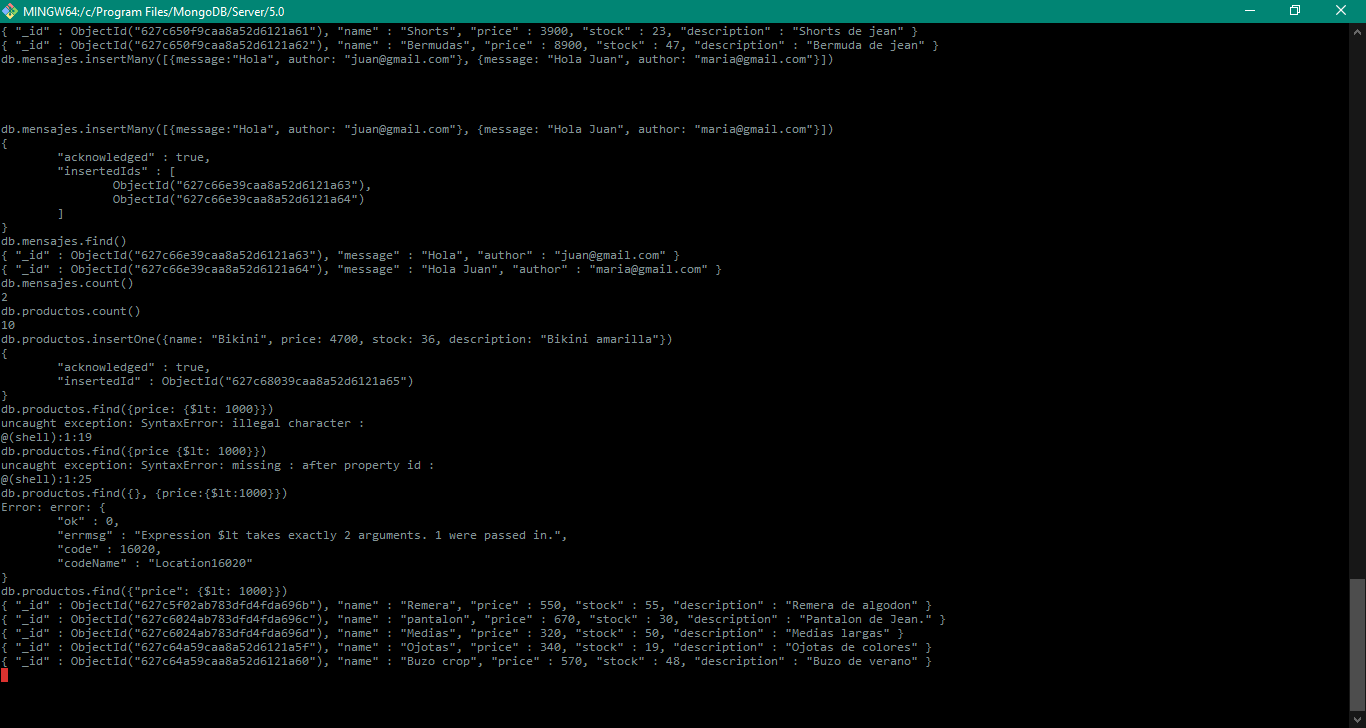 MINGW64:/c/Program Files/MongoDB/Server/5.0
{ "_id" : ObjectId("627c650f9caa8a52d6121a61"), "name" : "Shorts", "price" : 3900, "stock" : 23, "description" : "Shorts de jean" }
{ "_id" : ObjectId("627c650f9caa8a52d6121a62"), "name" : "Bermudas", "price" : 8900, "stock" : 47, "description" : "Bermuda de jean" }
db.mensajes.insertMany([{message:"Hola", author: "juan@gmail.com"}, {message: "Hola Juan", author: "maria@gmail.com"}])
db.mensajes.insertMany([{message:"Hola", author: "juan@gmail.com"}, {message: "Hola Juan", author: "maria@gmail.com"}])
{
"acknowledged" : true,
"insertedIds" : [
ObjectId("627c66e39caa8a52d6121a63"),
ObjectId("627c66e39caa8a52d6121a64")
]
}
db.mensajes.find()
{ "_id" : ObjectId("627c66e39caa8a52d6121a63"), "message" : "Hola", "author" : "juan@gmail.com" }
{ "_id" : ObjectId("627c66e39caa8a52d6121a64"), "message" : "Hola Juan", "author" : "maria@gmail.com" }
db.mensajes.count()
2
db.productos.count()
10
db.productos.insertOne({name: "Bikini", price: 4700, stock: 36, description: "Bikini amarilla"})
{
"acknowledged" : true,
"insertedId" : ObjectId("627c68039caa8a52d6121a65")
}
db.productos.find({price: {$lt: 1000}})
uncaught exception: SyntaxError: illegal character :
@(shell):1:19
db.productos.find({price {$lt: 1000}})
uncaught exception: SyntaxError: missing : after property id :
@(shell):1:25
db.productos.find({}, {price:{$lt:1000}})
Error: error: {
"ok" : 0,
"errmsg" : "Expression $lt takes exactly 2 arguments. 1 were passed in.",
"code" : 16020,
"codeName" : "Location16020"
}
db.productos.find({"price": {$lt: 1000}})
{ "_id" : ObjectId("627c5f02ab783dfd4fda696b"), "name" : "Remera", "price" : 550, "stock" : 55, "description" : "Remera de algodon" }
{ "_id" : ObjectId("627c6024ab783dfd4fda696c"), "name" : "pantalon", "price" : 670, "stock" : 30, "description" : "Pantalon de Jean." }
{ "_id" : ObjectId("627c6024ab783dfd4fda696d"), "name" : "Medias", "price" : 320, "stock" : 50, "description" : "Medias largas" }
{ "_id" : ObjectId("627c64a59caa8a52d6121a5f"), "name" : "Ojotas", "price" : 340, "stock" : 19, "description" : "Ojotas de colores" }
{ "_id" : ObjectId("627c64a59caa8a52d6121a60"), "name" : "Buzo crop", "price" : 570, "stock" : 48, "description" : "Buzo de verano" }